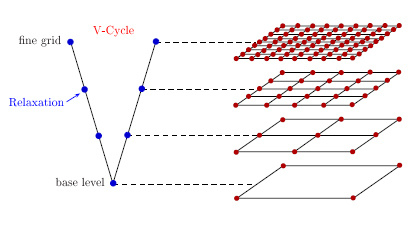 V-Cycle
fine grid
Relaxation
base level